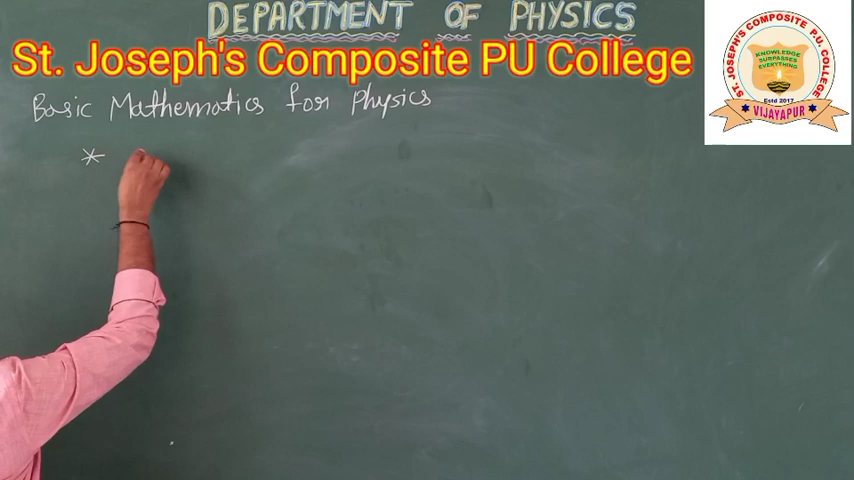 DEPARTMENT OF PHYSICS
St. Joseph's Composite PU College
Basic Mathematics for Physics
*
ST. JOSEPH'S COMPOSITE P.U. COLLEGE
KNOWLEDGE
SURPASSES
EVERYTHING
Estd 2017
VIJAYAPUR